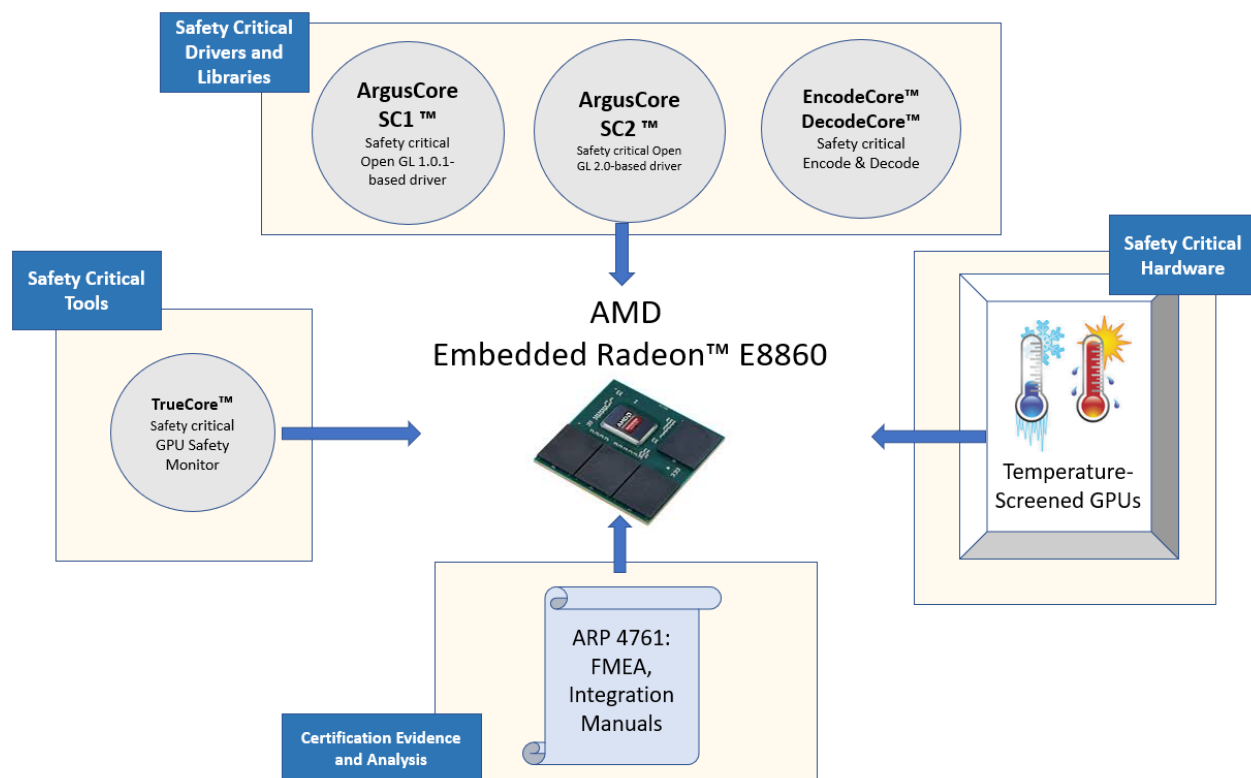 Safety Critical
Drivers and
Libraries
ArgusCore
SC1 ™
Safety critical
Open GL 1.0.1-
based driver
ArgusCore
SC2 ™
Safety critical Open
GL 2.0-based driver
EncodeCore™
DecodeCore™
Safety critical
Encode & Decode
Safety Critical
Tools
TrueCore™
Safety critical
GPU Safety
Monitor
AMD
Embedded Radeon™ E8860
AMD
Safety Critical
Hardware
Temperature-
Screened GPUs
ARP 4761:
FMEA,
Integration
Manuals
Certification Evidence
and Analysis